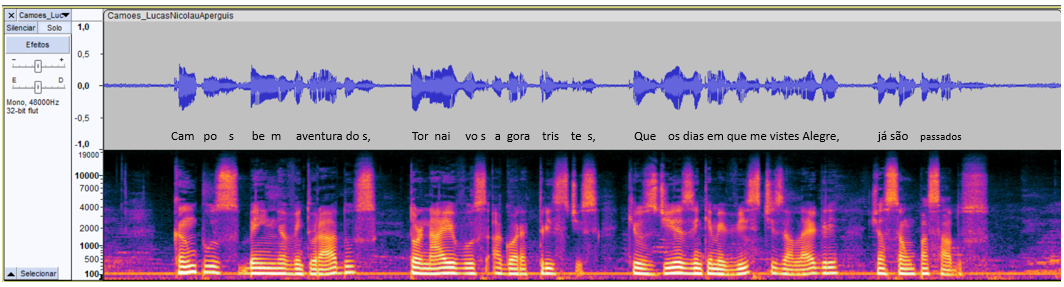 Camoes_Luc
Camoes_LucasNicolauAperguis
Silenciar Solo
Efeitos
- +
E D
Mono, 48000Hz
32-bit flut
1,0
0,5
0,0
-0,5
-1,0
Cam po s be m aventura do s, Tor nai vo s a gora tris te s, Que os dias em que me vistes Alegre, já são passados
19000
10000
7000
4000
2000
1000
500
100
Selecionar